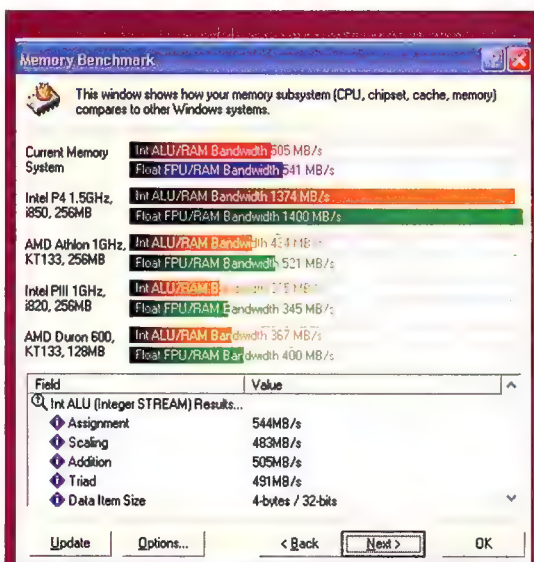 Memory Benchmark
This window shows how your memory subsystem (CPU, chipset, cache, memory)
compares to other Windows systems.
Current Memory System
Int ALU/RAM Bandwidth 505 MB/s
Float FPU/RAM Bandwidth 541 MB/s
Intel P4 1.5GHz, i850, 256MB
Int ALU/RAM Bandwidth 1374 MB/s
Float FPU/RAM Bandwidth 1400 MB/s
AMD Athlon 1GHz, KT133, 256MB
Int ALU/RAM Bandwidth 434 MB/s
Float FPU/RAM Bandwidth 521 MB/s
Intel PIII 1GHz, i820, 256MB
Int ALU/RAM Bandwidth MB/s
Float FPU/RAM Bandwidth 345 MB/s
AMD Duron 600, KT133, 128MB
Int ALU/RAM Bandwidth 367 MB/s
Float FPU/RAM Bandwidth 400 MB/s
Field Value
Int ALU (Integer STREAM) Results...
Assignment 544MB/s
Scaling 483MB/s
Addition 505MB/s
Triad 491MB/s
Data Item Size 4-bytes / 32-bits
Update Options... < Back Next > OK